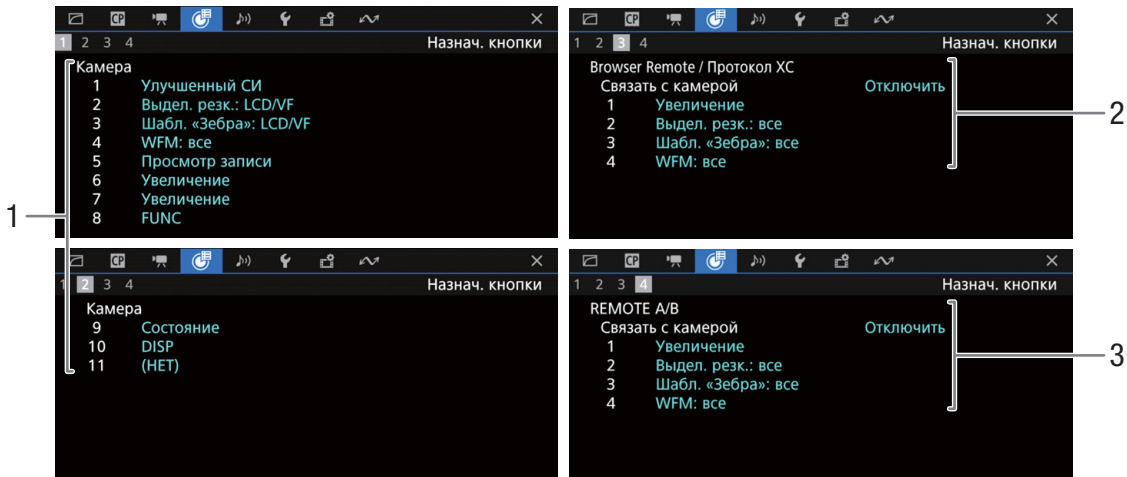 CP
1 2 3 4
Назнач. кнопки
Камера
1 Улучшенный СИ
2 Выдел. резк.: LCD/VF
3 Шабл. «Зебра»: LCD/VF
4 WFM: все
5 Просмотр записи
6 Увеличение
7 Увеличение
8 FUNC
CP
1 2 3 4
Назнач. кнопки
Камера
9 Состояние
10 DISP
11 (НЕТ)
1
CP
1 2 3 4
Назнач. кнопки
Browser Remote / Протокол XC
Связать с камерой Отключить
1 Увеличение
2 Выдел. резк.: все
3 Шабл. «Зебра»: все
4 WFM: все
2
CP
1 2 3 4
Назнач. кнопки
REMOTE A/B
Связать с камерой Отключить
1 Увеличение
2 Выдел. резк.: все
3 Шабл. «Зебра»: все
4 WFM: все
3